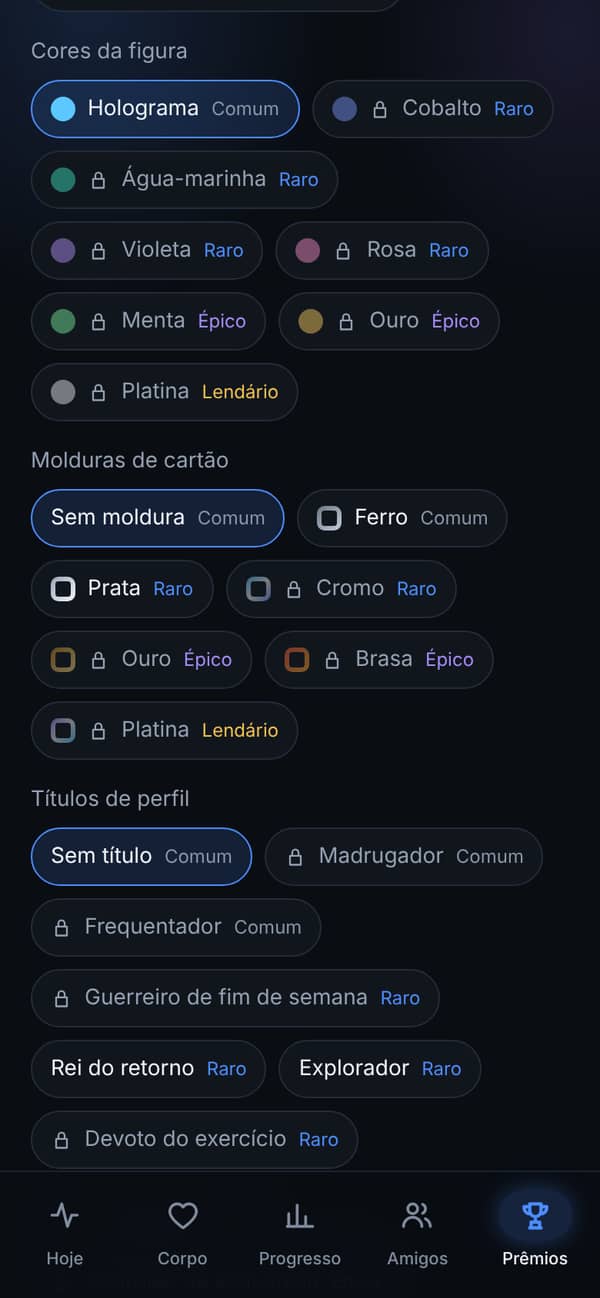 Cores da figura
Holograma Comum Cobalto Raro
Água-marinha Raro
Violeta Raro Rosa Raro
Menta Épico Ouro Épico
Platina Lendário
Molduras de cartão
Sem moldura Comum Ferro Comum
Prata Raro Cromo Raro
Ouro Épico Brasa Épico
Platina Lendário
Títulos de perfil
Sem título Comum Madrugador Comum
Frequentador Comum
Guerreiro de fim de semana Raro
Rei do retorno Raro Explorador Raro
Devoto do exercício Raro
Hoje Corpo Progresso Amigos Prêmios